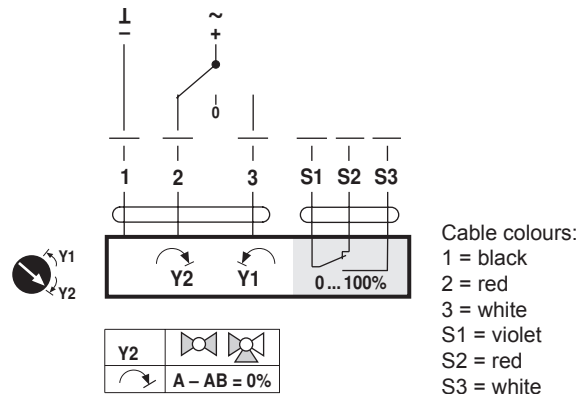 ⊥ ~
– +
0
1 2 3 S1 S2 S3
Y2 Y1
0 ... 100%
Y1
Y2
Y2
A – AB = 0%
Cable colours:
1 = black
2 = red
3 = white
S1 = violet
S2 = red
S3 = white